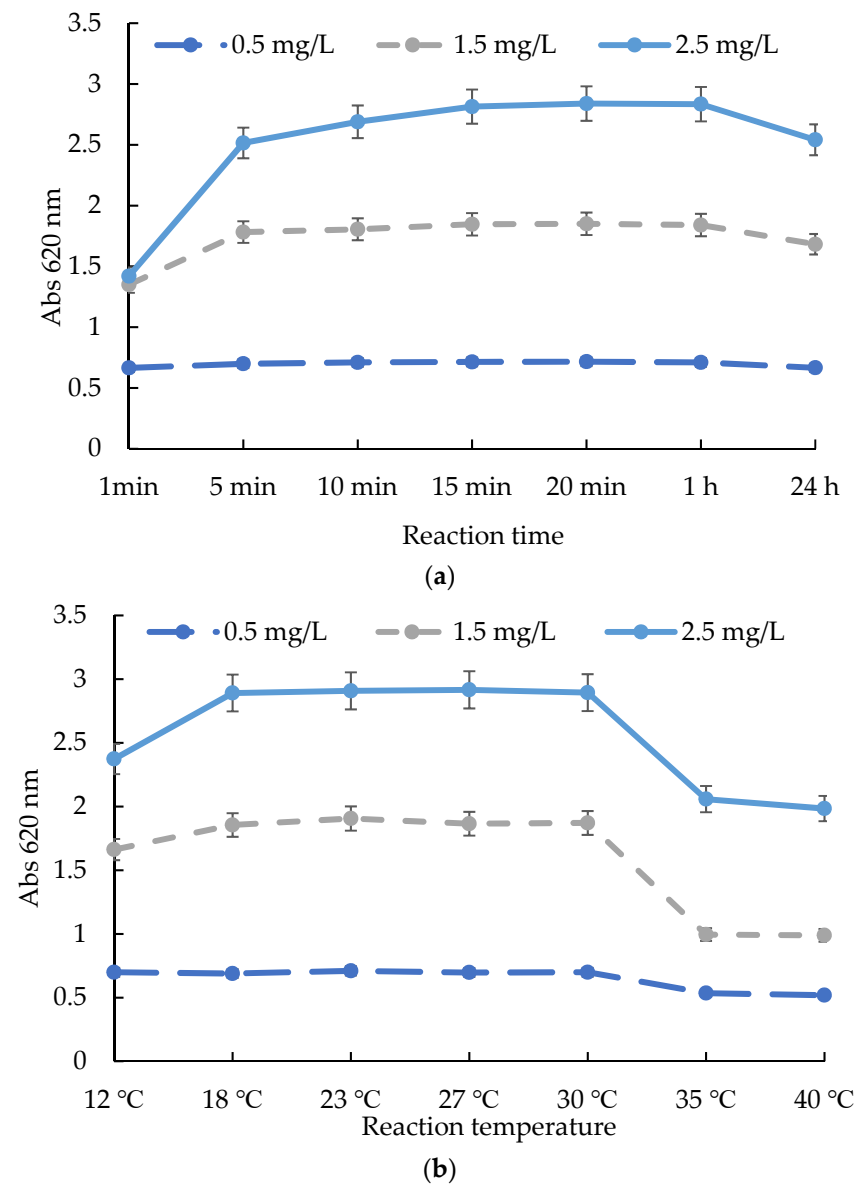 3.5
0.5 mg/L 1.5 mg/L 2.5 mg/L
3
2.5
2
1.5
1
0.5
0
Abs 620 nm
1min 5 min 10 min 15 min 20 min 1 h 24 h
Reaction time
(a)
3.5
0.5 mg/L 1.5 mg/L 2.5 mg/L
3
2.5
2
1.5
1
0.5
0
Abs 620 nm
12 °C 18 °C 23 °C 27 °C 30 °C 35 °C 40 °C
Reaction temperature
(b)